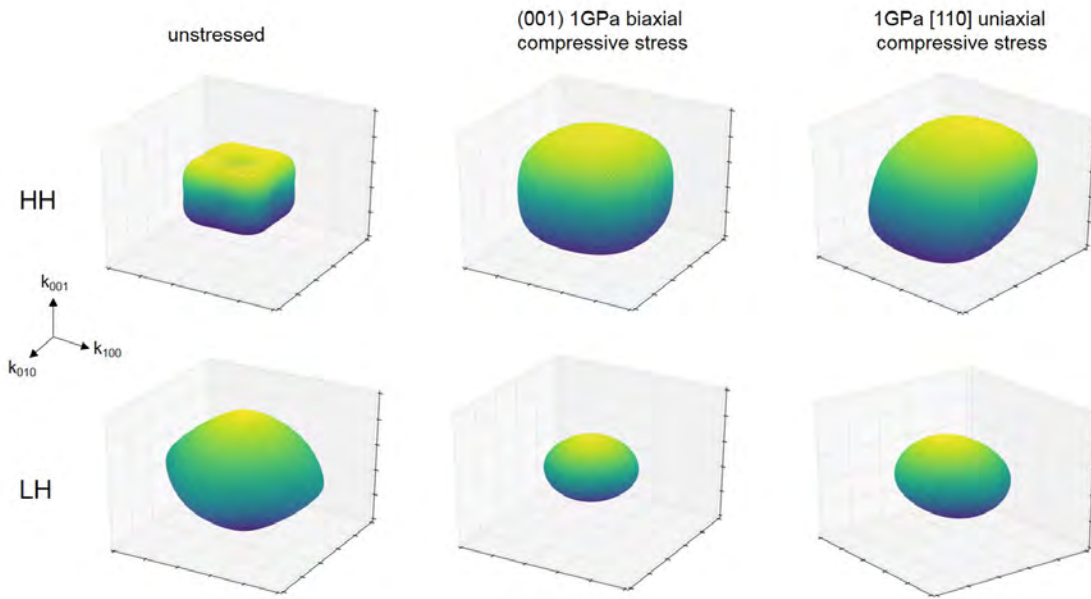 unstressed
(001) 1GPa biaxial
compressive stress
1GPa [110] uniaxial
compressive stress
HH
k001
k010
k100
LH